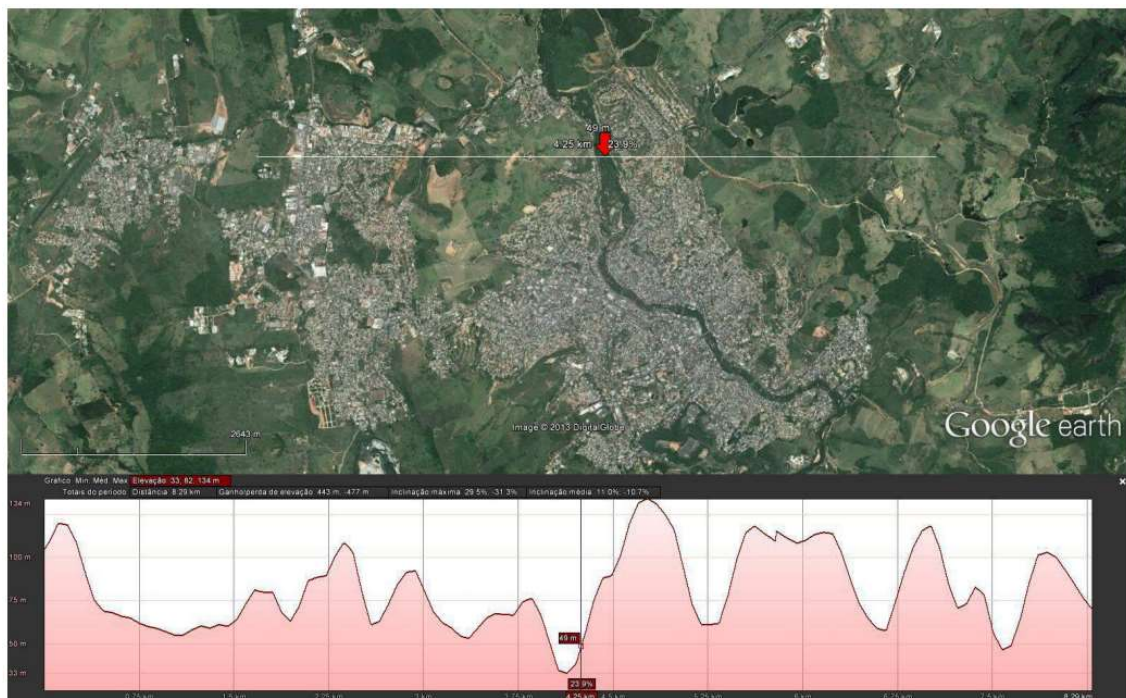 49 m
4.25 km 23.9%
2643 m
Image © 2013 DigitalGlobe
Google earth
Gráfico Mín. Méd. Máx Elevação 33, 82, 134 m
Totais do período Distância 8.29 km Ganho/perda de elevação 443 m, -477 m Inclinação máxima 29.5%, -31.3% Inclinação média 11.0%, -10.7%
134 m
100 m
75 m
50 m
49 m
33 m
23.9%
0.75 km 1.5 km 2.25 km 3 km 4.25 km 4.5 km 5.25 km 6 km 6.75 km 7.5 km 8.29 km